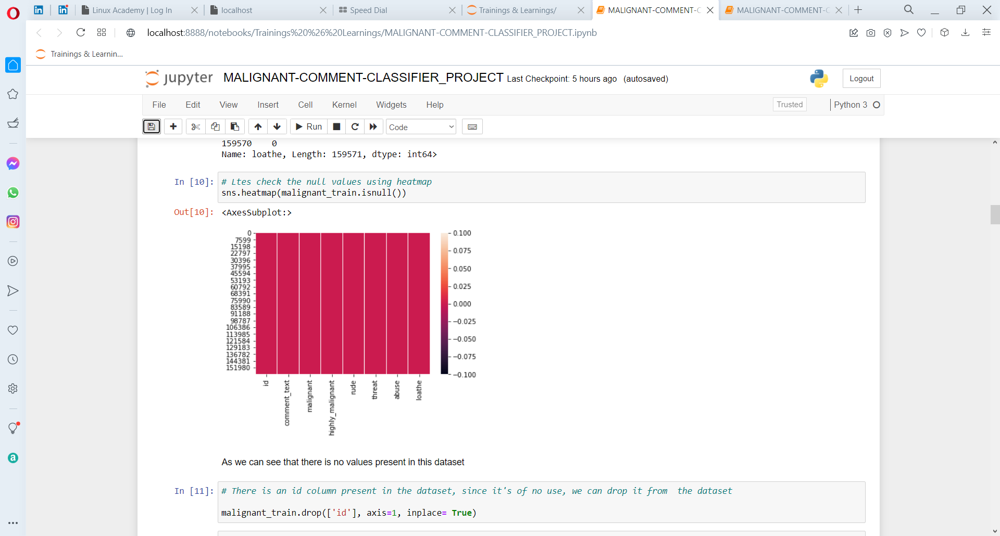 Linux Academy | Log In
localhost
Speed Dial
Trainings & Learnings/
MALIGNANT-COMMENT-C
MALIGNANT-COMMENT-C
localhost:8888/notebooks/Trainings%20%26%20Learnings/MALIGNANT-COMMENT-CLASSIFIER_PROJECT.ipynb
Trainings & Learnin...
jupyter MALIGNANT-COMMENT-CLASSIFIER_PROJECT Last Checkpoint: 5 hours ago (autosaved)
Logout
File Edit View Insert Cell Kernel Widgets Help
Trusted
Python 3
Run
Code
159570 0
Name: loathe, Length: 159571, dtype: int64>
In [10]: # Ltes check the null values using heatmap
sns.heatmap(malignant_train.isnull())
Out[10]: <AxesSubplot:>
0
7599
15198
22797
30396
37995
45594
53193
60792
68391
75990
83589
91188
98787
106386
113985
121584
129183
136782
144381
151980
0.100
0.075
0.050
0.025
0.000
−0.025
−0.050
−0.075
−0.100
id
comment_text
malignant
highly_malignant
rude
threat
abuse
loathe
As we can see that there is no values present in this dataset
In [11]: # There is an id column present in the dataset, since it's of no use, we can drop it from  the dataset
malignant_train.drop(['id'], axis=1, inplace= True)